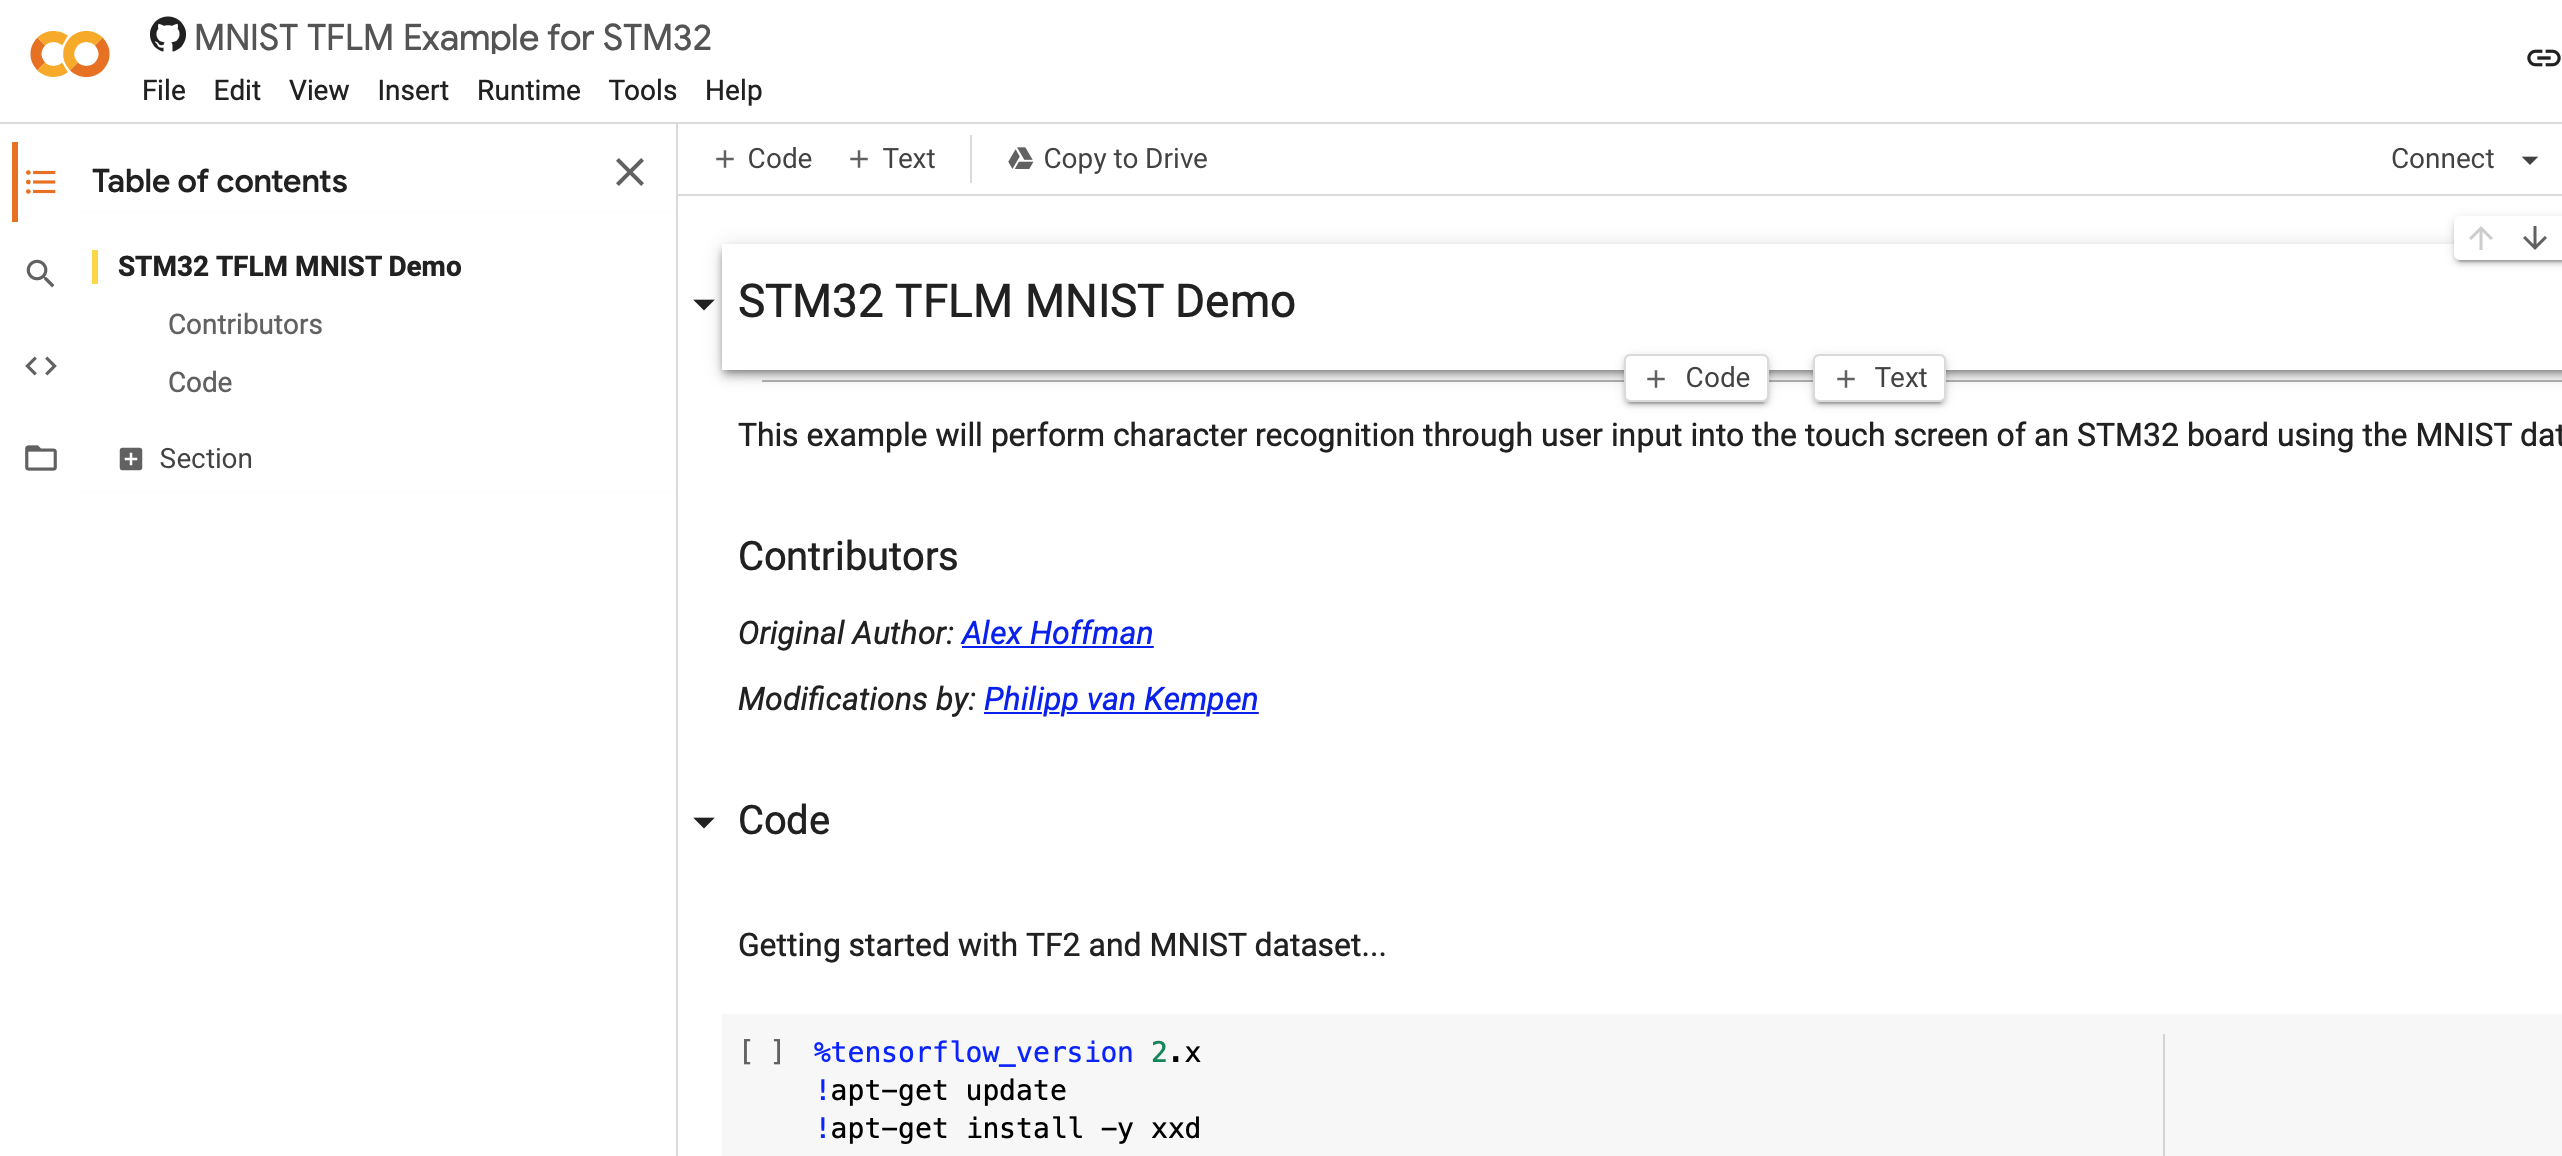 MNIST TFLM Example for STM32
File Edit View Insert Runtime Tools Help
Table of contents
STM32 TFLM MNIST Demo
Contributors
Code
Section
+ Code + Text Copy to Drive Connect
STM32 TFLM MNIST Demo
+ Code + Text
This example will perform character recognition through user input into the touch screen of an STM32 board using the MNIST dat
Contributors
Original Author: Alex Hoffman
Modifications by: Philipp van Kempen
Code
Getting started with TF2 and MNIST dataset...
[ ] %tensorflow_version 2.x
!apt-get update
!apt-get install -y xxd